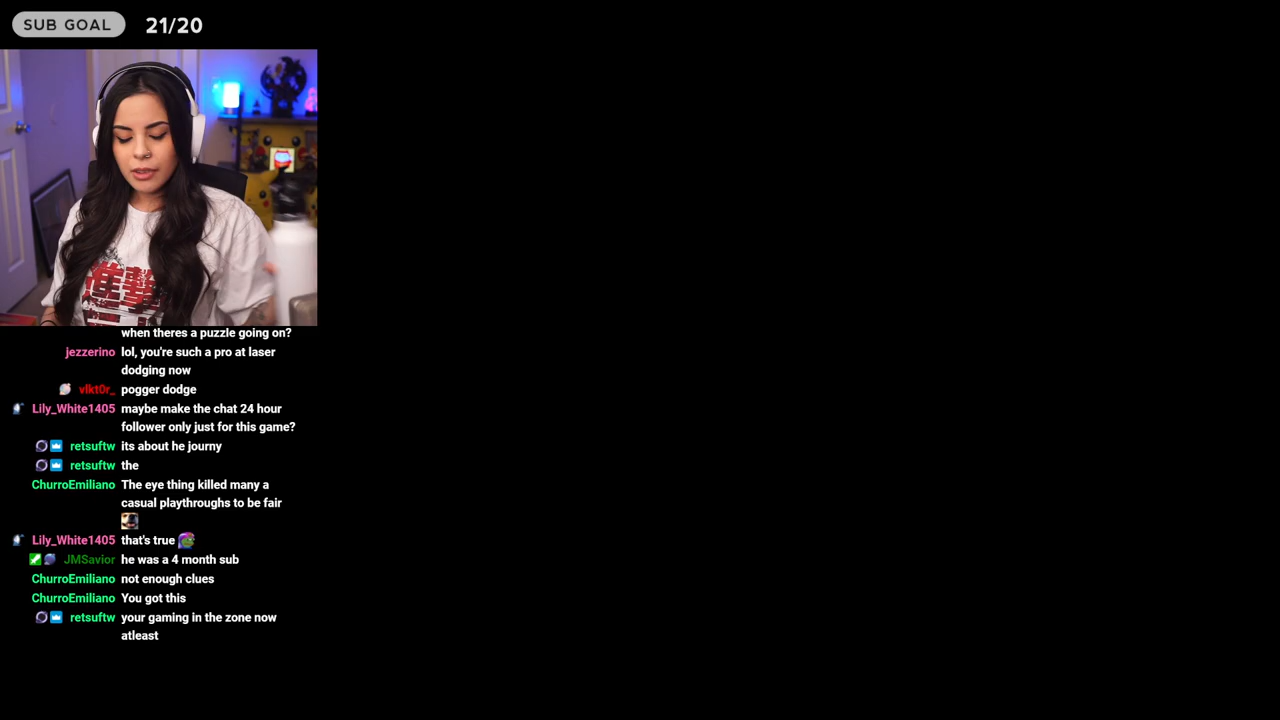 SUB GOAL 21/20
進撃
when theres a puzzle going on?
jezzerino lol, you're such a pro at laser
dodging now
vlkt0r_ pogger dodge
Lily_White1405 maybe make the chat 24 hour
follower only just for this game?
retsuftw its about he journy
retsuftw the
ChurroEmiliano The eye thing killed many a
casual playthroughs to be fair
Lily_White1405 that's true
JMSavior he was a 4 month sub
ChurroEmiliano not enough clues
ChurroEmiliano You got this
retsuftw your gaming in the zone now
atleast